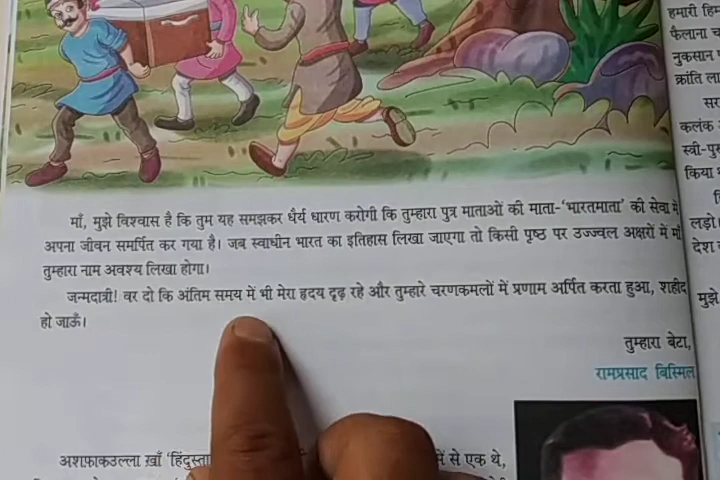 माँ, मुझे विश्वास है कि तुम यह समझकर धैर्य धारण करोगी कि तुम्हारा पुत्र माताओं की माता-'भारतमाता' की सेवा में
अपना जीवन समर्पित कर गया है। जब स्वाधीन भारत का इतिहास लिखा जाएगा तो किसी पृष्ठ पर उज्ज्वल अक्षरों में माँ
तुम्हारा नाम अवश्य लिखा होगा।
जन्मदात्री! वर दो कि अंतिम समय में भी मेरा हृदय दृढ़ रहे और तुम्हारे चरणकमलों में प्रणाम अर्पित करता हुआ, शहीद
हो जाऊँ।
तुम्हारा बेटा,
रामप्रसाद बिस्मिल
अशफ़ाकउल्ला ख़ाँ 'हिंदुस्ता
में से एक थे,
हमारी
फैलाना
नुकसान
क्रांति
कलंक
किया
लड़ो।
देश
मुझे